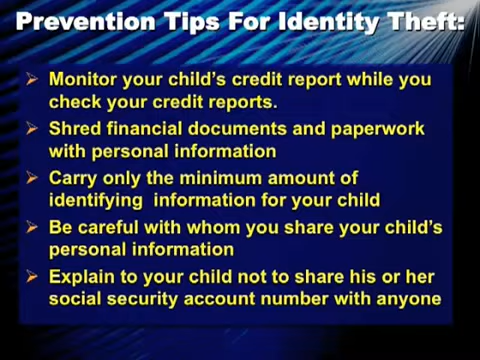 Prevention Tips For Identity Theft:
Monitor your child's credit report while you
check your credit reports.
Shred financial documents and paperwork
with personal information
Carry only the minimum amount of
identifying information for your child
Be careful with whom you share your child's
personal information
Explain to your child not to share his or her
social security account number with anyone